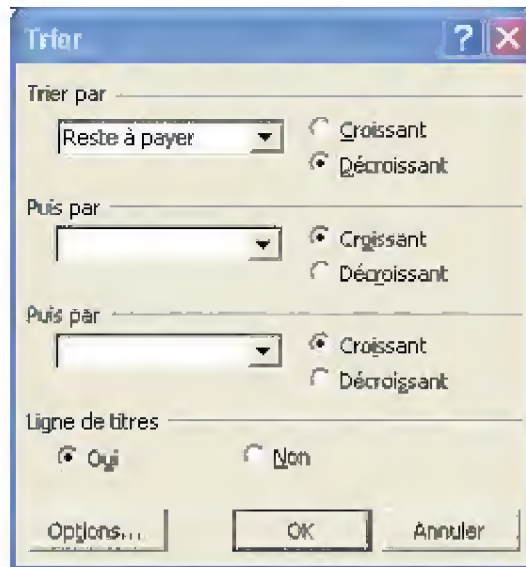 Trier
Trier par
Reste à payer
Croissant
Décroissant
Puis par
Croissant
Décroissant
Puis par
Croissant
Décroissant
Ligne de titres
Oui Non
Options... OK Annuler